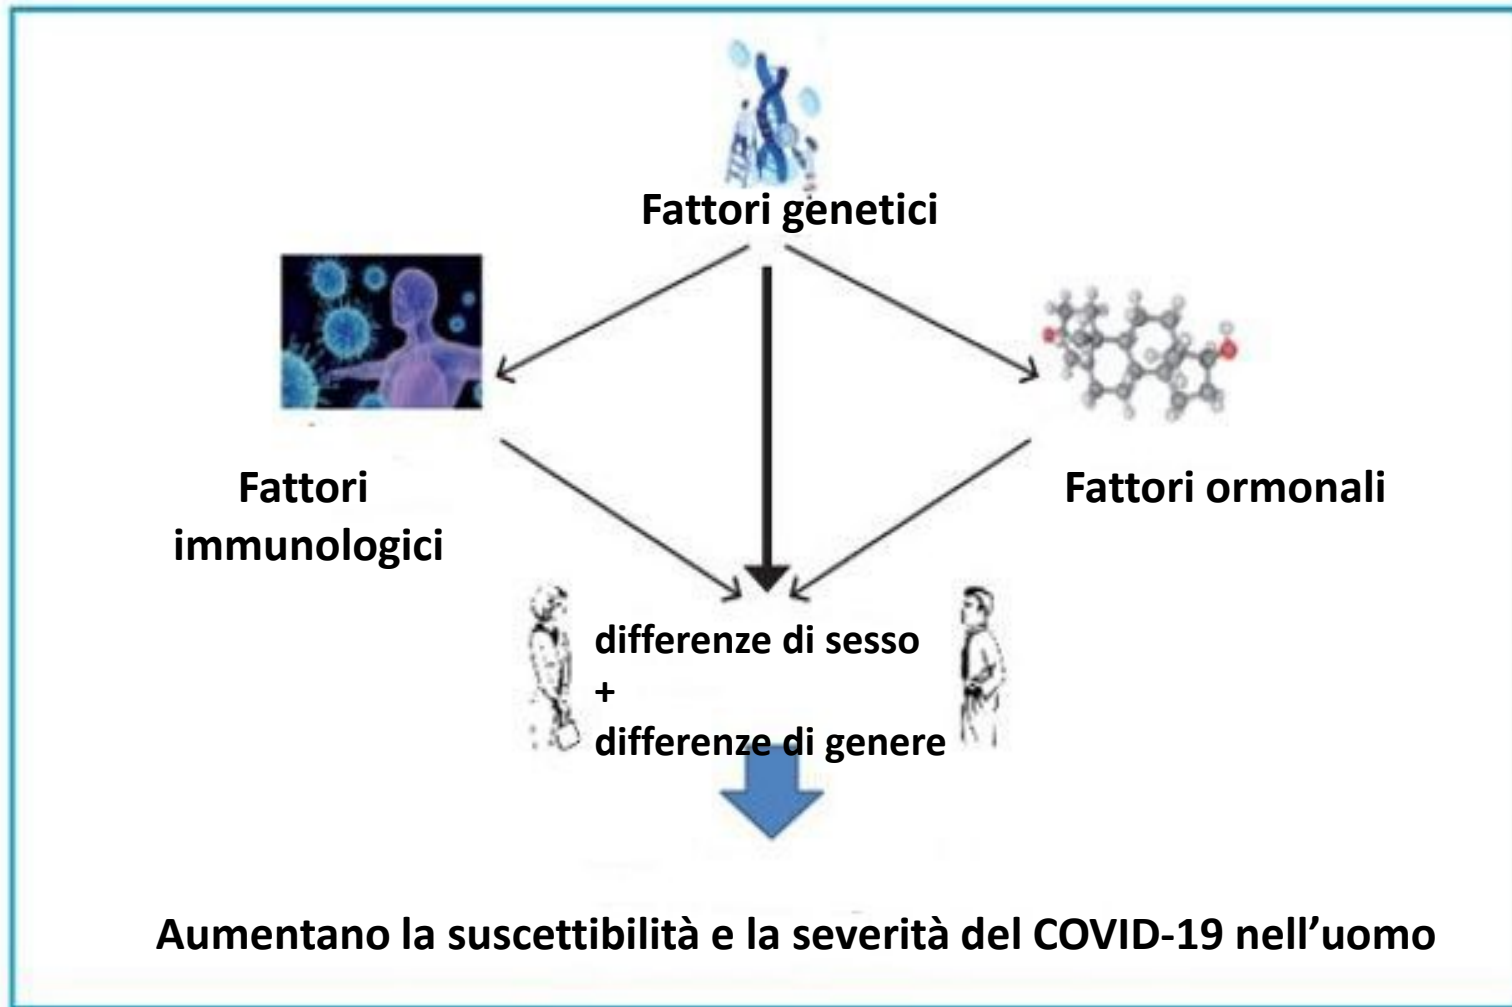 Fattori genetici
Fattori
immunologici
Fattori ormonali
differenze di sesso
+
differenze di genere
Aumentano la suscettibilità e la severità del COVID-19 nell’uomo